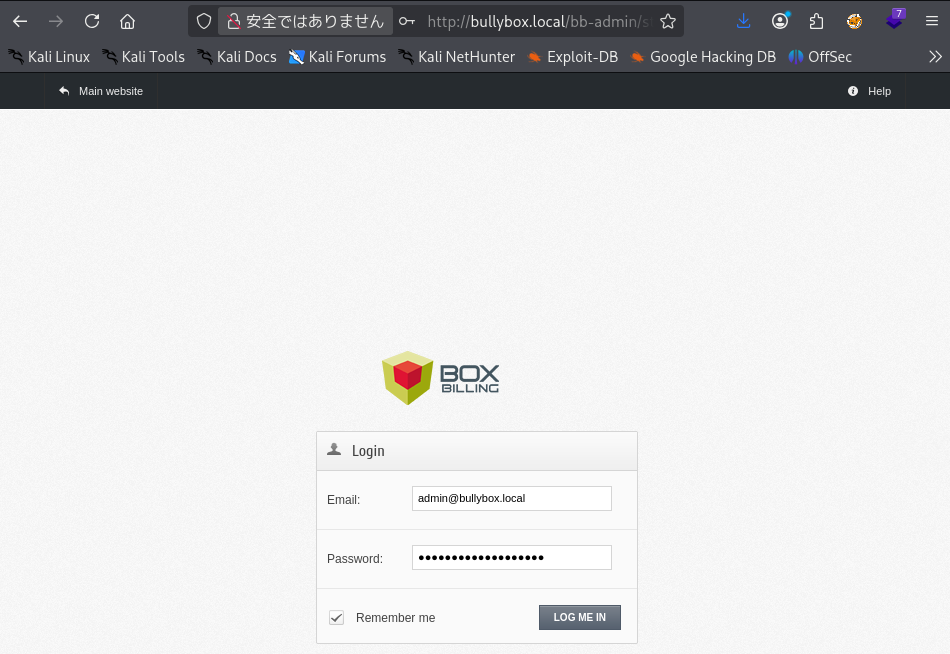 7
安全ではありません http://bullybox.local/bb-admin/st
Kali Linux Kali Tools Kali Docs Kali Forums Kali NetHunter Exploit-DB Google Hacking DB OffSec
Main website Help
BOX
BILLING
Login
Email: admin@bullybox.local
Password: ●●●●●●●●●●●●●●●●●●●
Remember me LOG ME IN